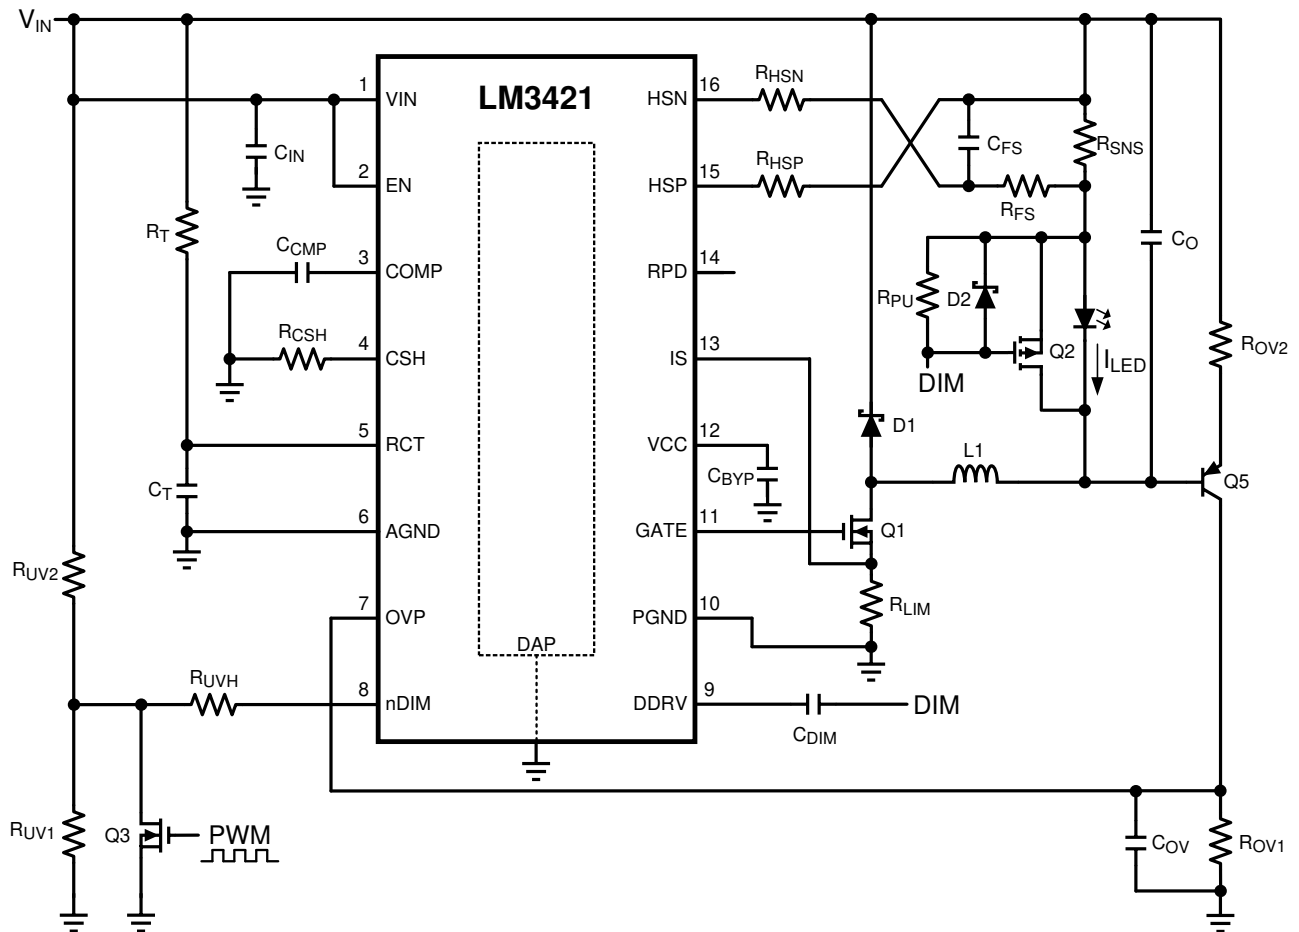 VIN
LM3421
1 VIN
HSN 16
RHSN
CIN
CFS
RSNS
2 EN
HSP 15
RHSP
RFS
RT
CCMP
3 COMP
RPD 14
RPU
D2
CO
RCSH
4 CSH
IS 13
Q2
ILED
ROV2
DIM
D1
5 RCT
VCC 12
CBYP
L1
Q5
CT
6 AGND
GATE 11
Q1
RUV2
RLIM
7 OVP
PGND 10
DAP
RUVH
8 nDIM
DDRV 9
CDIM
DIM
RUV1
Q3
PWM
COV
ROV1